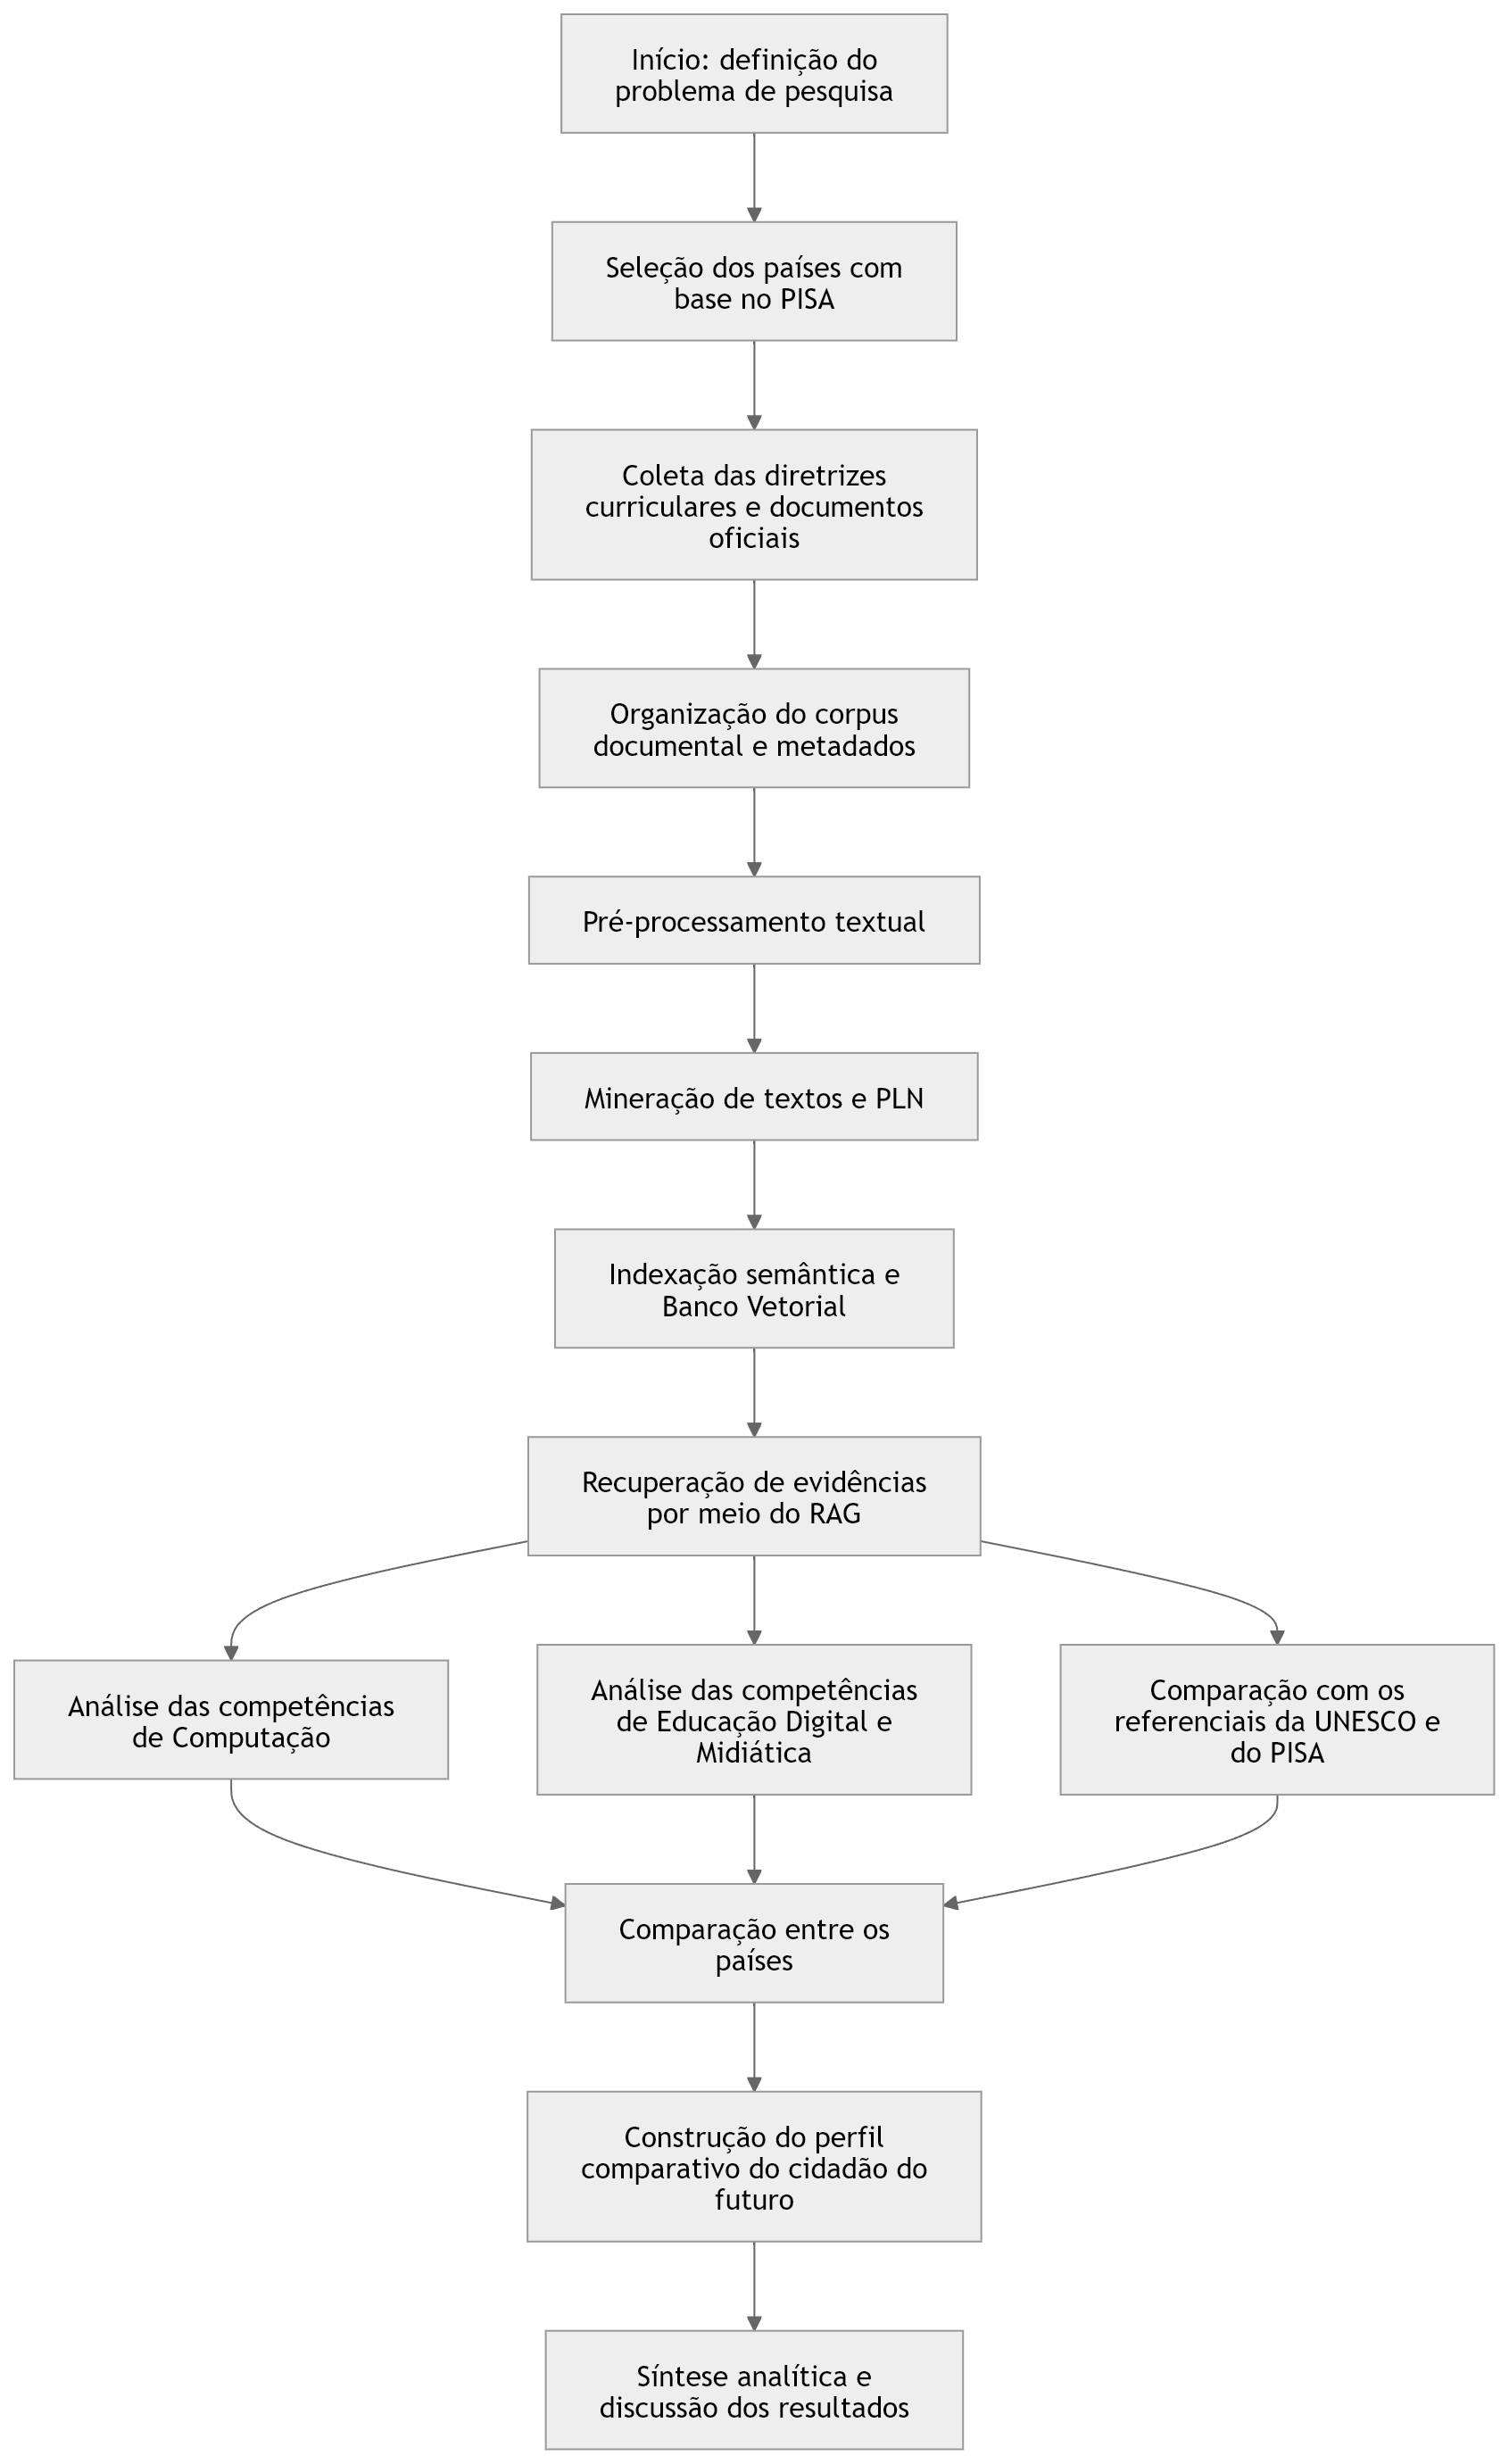 Início: definição do
problema de pesquisa
Seleção dos países com
base no PISA
Coleta das diretrizes
curriculares e documentos
oficiais
Organização do corpus
documental e metadados
Pré-processamento textual
Mineração de textos e PLN
Indexação semântica e
Banco Vetorial
Recuperação de evidências
por meio do RAG
Análise das competências
de Computação
Análise das competências
de Educação Digital e
Midiática
Comparação com os
referenciais da UNESCO e
do PISA
Comparação entre os
países
Construção do perfil
comparativo do cidadão do
futuro
Síntese analítica e
discussão dos resultados